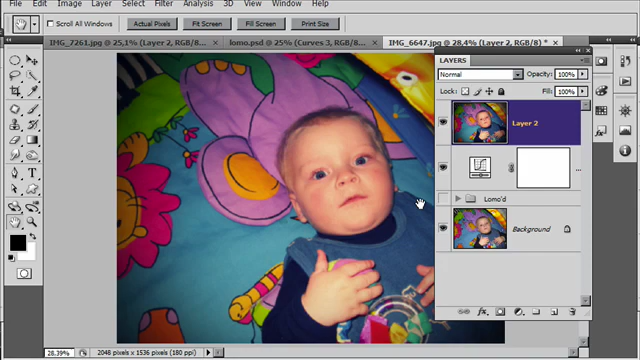 File Edit Image Layer Select Filter Analysis 3D View Window Help
Scroll All Windows Actual Pixels Fit Screen Fill Screen Print Size
IMG_7261.jpg @ 25,1% (Layer 2, RGB/8... × lomo.psd @ 25% (Curves 3, RGB/8... × IMG_6647.jpg @ 28,4% (Layer 2, RGB/8) * ×
LAYERS
Normal Opacity: 100%
Lock: Fill: 100%
Layer 2
...
Lomo'd
Background
28,39% 2048 pixels x 1536 pixels (180 ppi)